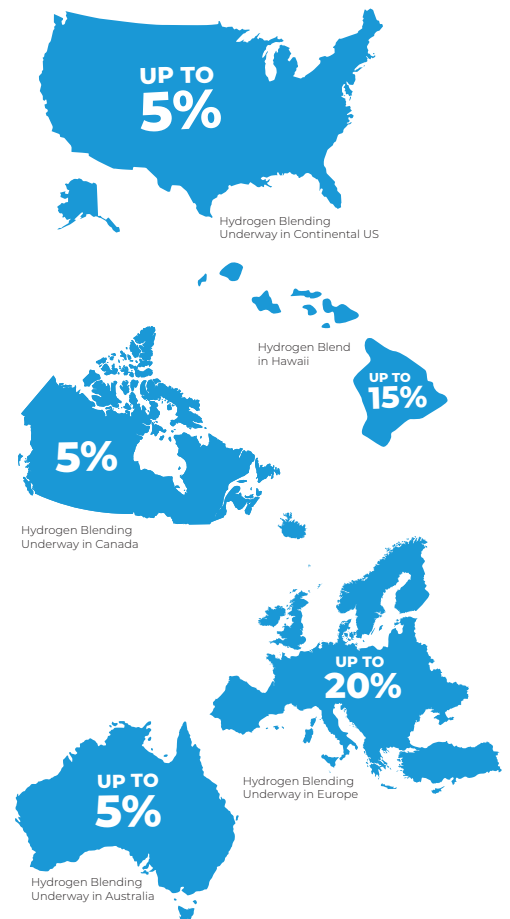 UP TO
5%
Hydrogen Blending
Underway in Continental US
Hydrogen Blend
in Hawaii
UP TO
15%
5%
Hydrogen Blending
Underway in Canada
UP TO
20%
Hydrogen Blending
Underway in Europe
UP TO
5%
Hydrogen Blending
Underway in Australia